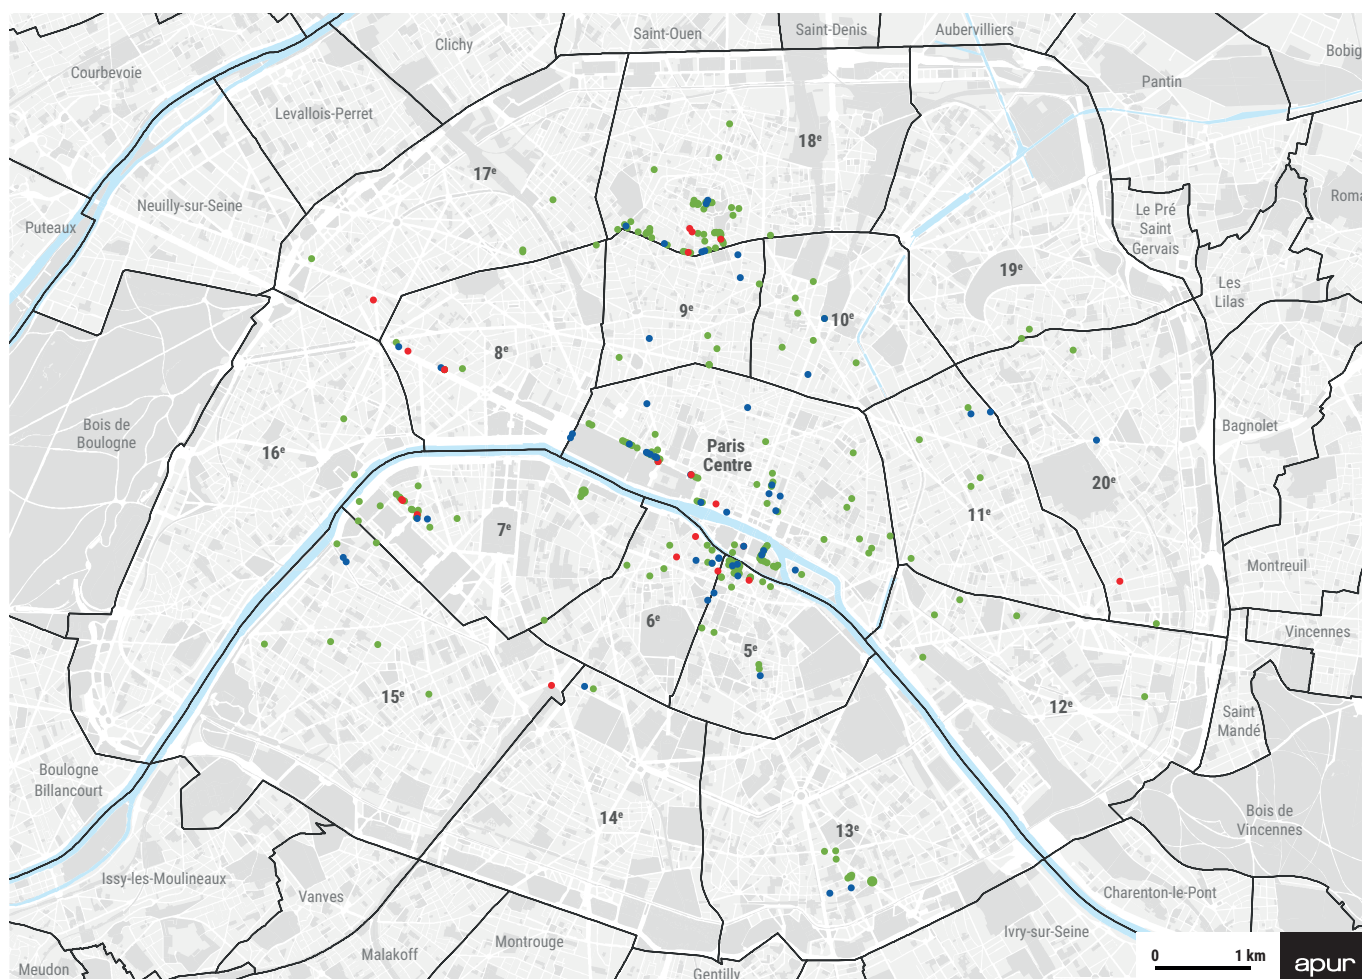 Saint-Ouen
Saint-Denis
Aubervilliers
Clichy
Courbevoie
Bobig
Pantin
Levallois-Perret
18e
17e
Neuilly-sur-Seine
Puteaux
Roma
Le Pré
Saint
Gervais
19e
Les
Lilas
9e
10e
8e
Bois de
Boulogne
Bagnolet
16e
Paris
Centre
20e
11e
7e
Montreuil
6e
Vincennes
5e
15e
12e
Saint
Mandé
Boulogne
Billancourt
14e
13e
Bois de
Vincennes
Issy-les-Moulineaux
Vanves
Charenton-le-Pont
Ivry-sur-Seine
Montrouge
Malakoff
Meudon
Gentilly
0 1 km
apur